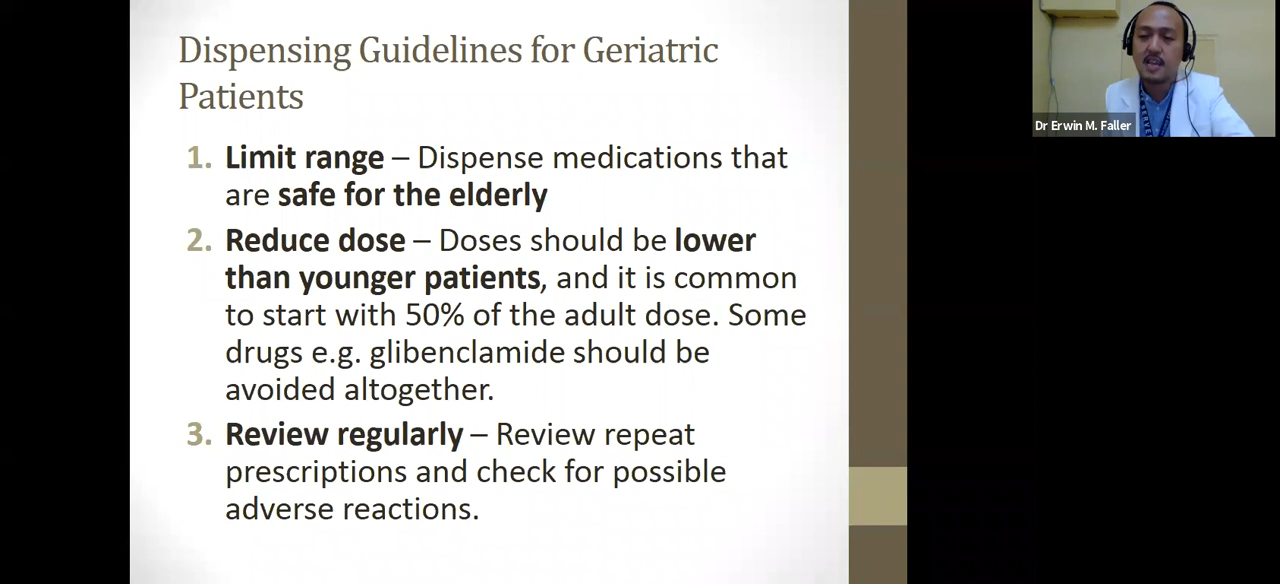 Dispensing Guidelines for Geriatric
Patients
1. Limit range – Dispense medications that
are safe for the elderly
2. Reduce dose – Doses should be lower
than younger patients, and it is common
to start with 50% of the adult dose. Some
drugs e.g. glibenclamide should be
avoided altogether.
3. Review regularly – Review repeat
prescriptions and check for possible
adverse reactions.
Dr Erwin M. Faller